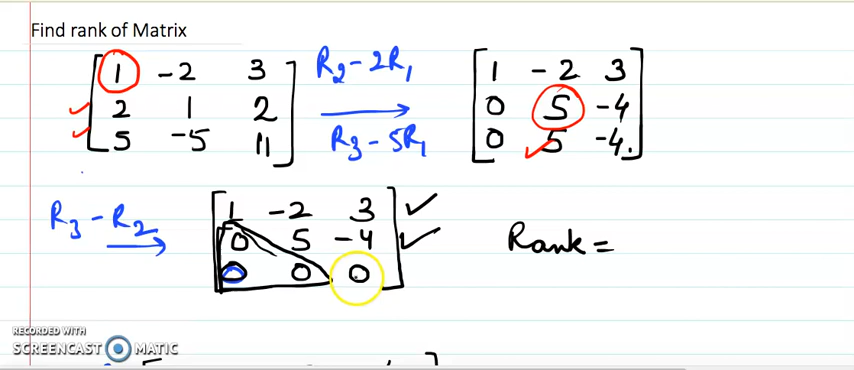 Find rank of Matrix
1 -2 3 R2-2R1 1 -2 3
2 1 2 0 5 -4
5 -5 11 R3-5R1 0 5 -4
R3-R2 1 -2 3
0 5 -4 Rank=
0 0 0
RECORDED WITH
SCREENCAST MATIC